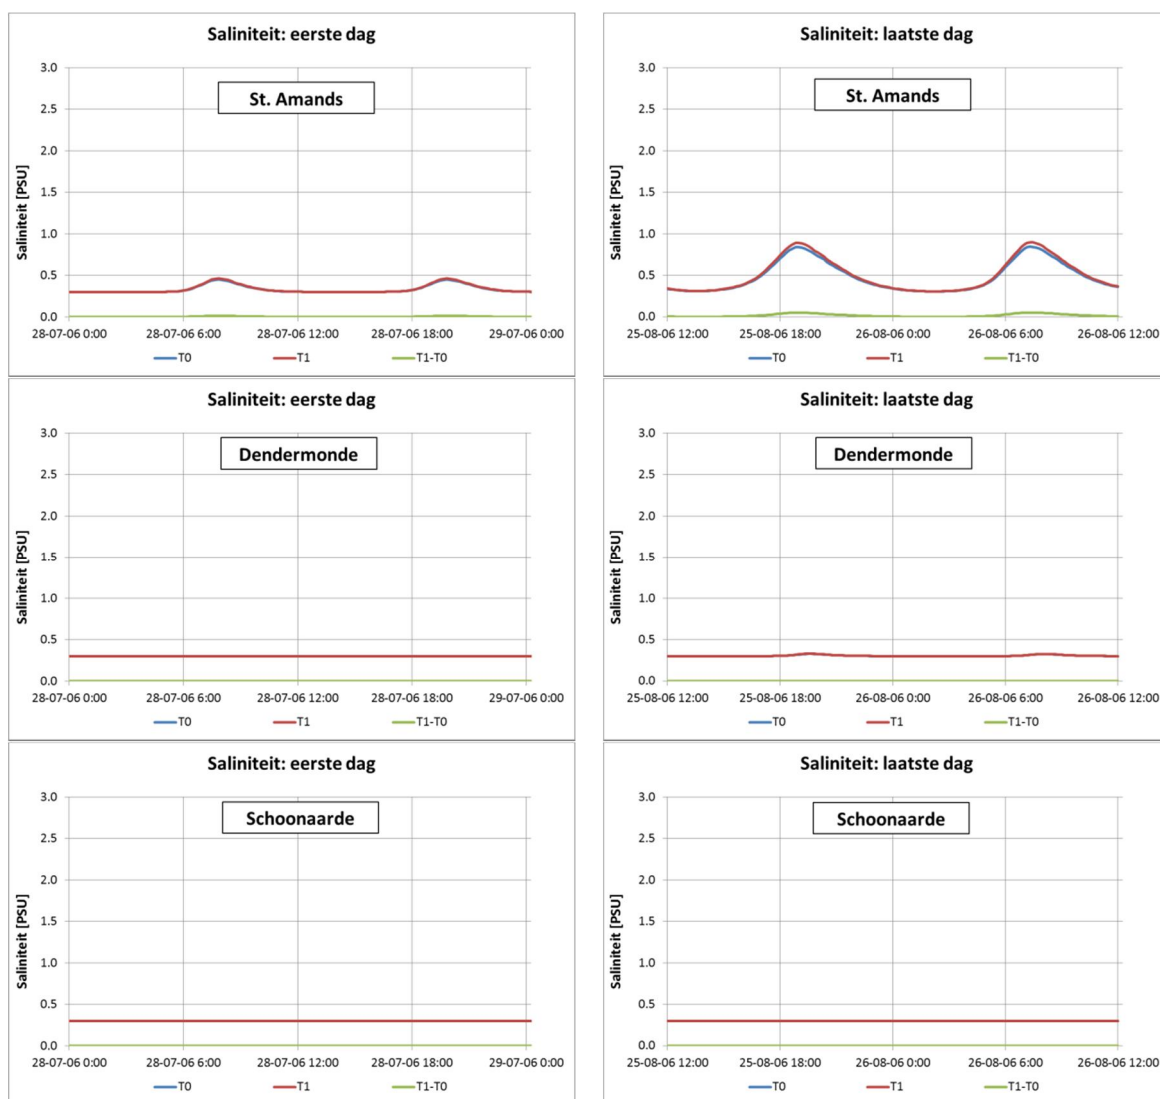 Saliniteit: eerste dag
St. Amands
Saliniteit [PSU]
3.0
2.5
2.0
1.5
1.0
0.5
0.0
28-07-06 0:00 28-07-06 6:00 28-07-06 12:00 28-07-06 18:00 29-07-06 0:00
T0 T1 T1-T0
Saliniteit: laatste dag
St. Amands
Saliniteit [PSU]
3.0
2.5
2.0
1.5
1.0
0.5
0.0
25-08-06 12:00 25-08-06 18:00 26-08-06 0:00 26-08-06 6:00 26-08-06 12:00
T0 T1 T1-T0
Saliniteit: eerste dag
Dendermonde
Saliniteit [PSU]
3.0
2.5
2.0
1.5
1.0
0.5
0.0
28-07-06 0:00 28-07-06 6:00 28-07-06 12:00 28-07-06 18:00 29-07-06 0:00
T0 T1 T1-T0
Saliniteit: laatste dag
Dendermonde
Saliniteit [PSU]
3.0
2.5
2.0
1.5
1.0
0.5
0.0
25-08-06 12:00 25-08-06 18:00 26-08-06 0:00 26-08-06 6:00 26-08-06 12:00
T0 T1 T1-T0
Saliniteit: eerste dag
Schoonaarde
Saliniteit [PSU]
3.0
2.5
2.0
1.5
1.0
0.5
0.0
28-07-06 0:00 28-07-06 6:00 28-07-06 12:00 28-07-06 18:00 29-07-06 0:00
T0 T1 T1-T0
Saliniteit: laatste dag
Schoonaarde
Saliniteit [PSU]
3.0
2.5
2.0
1.5
1.0
0.5
0.0
25-08-06 12:00 25-08-06 18:00 26-08-06 0:00 26-08-06 6:00 26-08-06 12:00
T0 T1 T1-T0